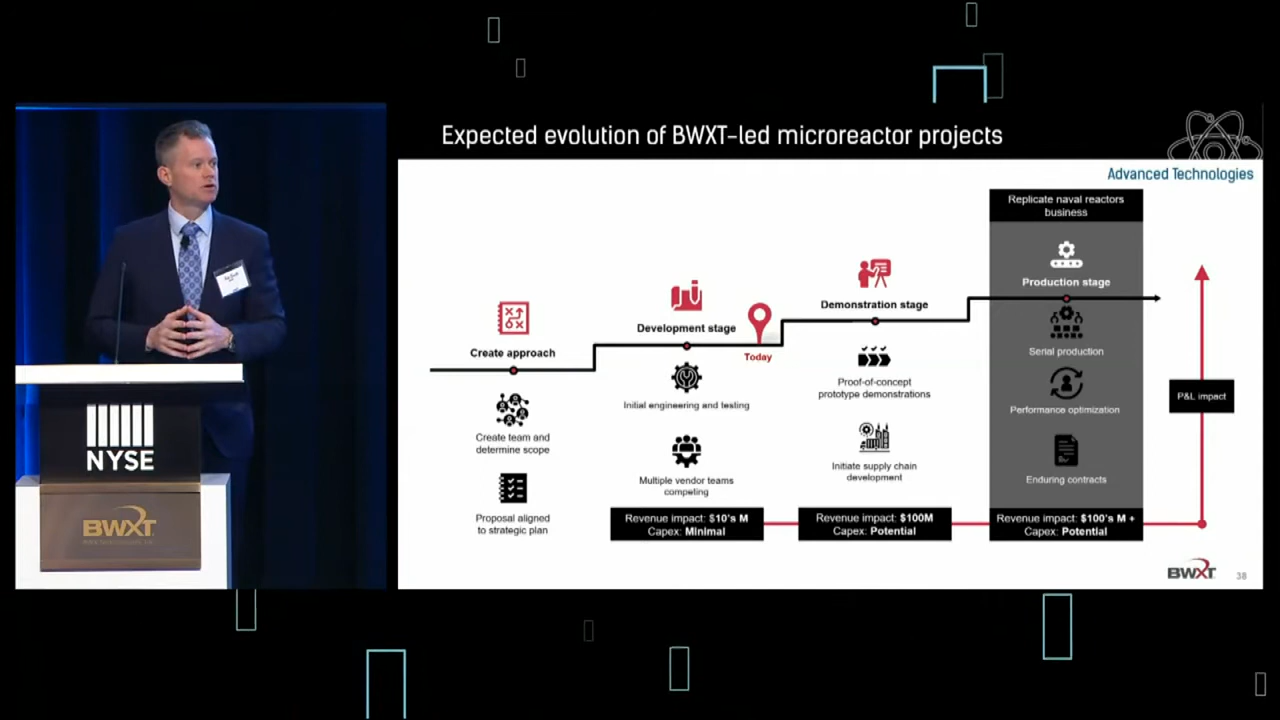 Expected evolution of BWXT-led microreactor projects
Advanced Technologies
Replicate naval reactors
business
Production stage
Demonstration stage
Development stage
Today
Create approach
Create team and
determine scope
Proposal aligned
to strategic plan
Initial engineering and testing
Multiple vendor teams
competing
Revenue impact: $10's M
Capex: Minimal
Proof-of-concept
prototype demonstrations
Initiate supply chain
development
Revenue impact: $100M
Capex: Potential
Serial production
Performance optimization
Enduring contracts
Revenue impact: $100's M +
Capex: Potential
P&L impact
BWXT
38
NYSE
BWXT